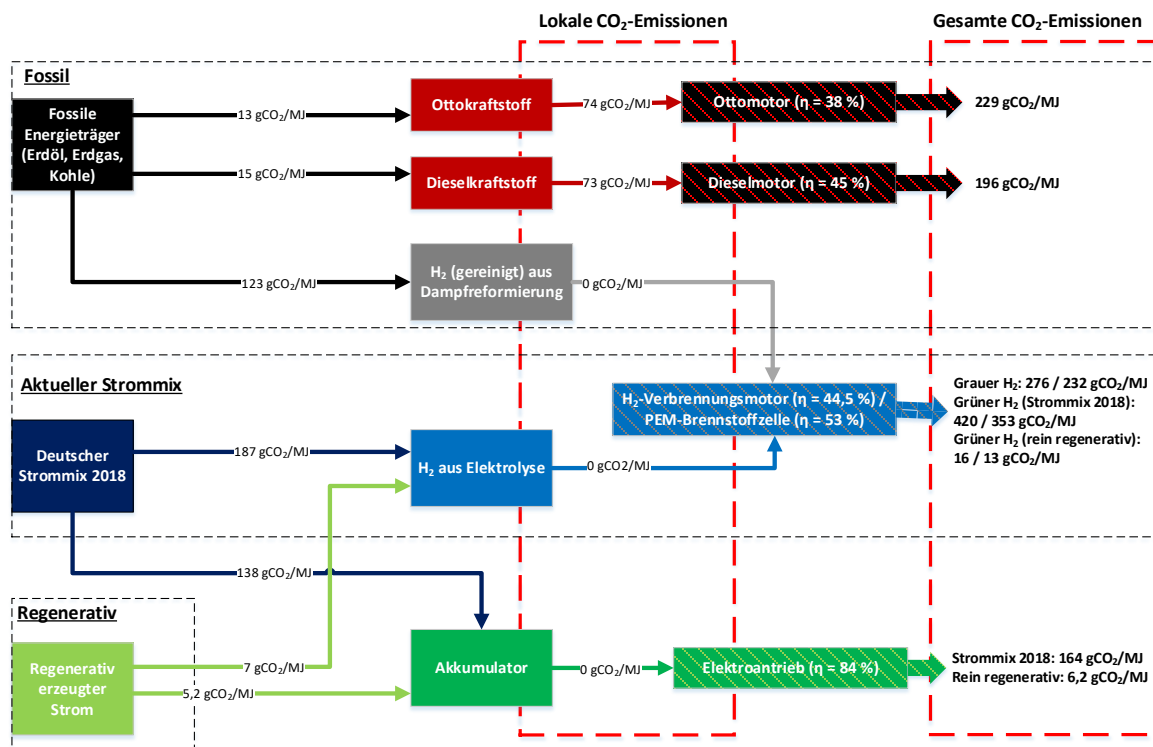 Lokale CO₂-Emissionen
Gesamte CO₂-Emissionen
Fossil
Fossile
Energieträger
(Erdöl, Erdgas,
Kohle)
13 gCO₂/MJ
Ottokraftstoff
74 gCO₂/MJ
Ottomotor (η = 38 %)
229 gCO₂/MJ
15 gCO₂/MJ
Dieselkraftstoff
73 gCO₂/MJ
Dieselmotor (η = 45 %)
196 gCO₂/MJ
123 gCO₂/MJ
H₂ (gereinigt) aus
Dampfreformierung
0 gCO₂/MJ
Aktueller Strommix
H₂-Verbrennungsmotor (η = 44,5 %) /
PEM-Brennstoffzelle (η = 53 %)
Grauer H₂: 276 / 232 gCO₂/MJ
Grüner H₂ (Strommix 2018):
420 / 353 gCO₂/MJ
Grüner H₂ (rein regenerativ):
16 / 13 gCO₂/MJ
Deutscher
Strommix 2018
187 gCO₂/MJ
H₂ aus Elektrolyse
0 gCO2/MJ
138 gCO₂/MJ
Regenerativ
Regenerativ
erzeugter
Strom
7 gCO₂/MJ
5,2 gCO₂/MJ
Akkumulator
0 gCO₂/MJ
Elektroantrieb (η = 84 %)
Strommix 2018: 164 gCO₂/MJ
Rein regenerativ: 6,2 gCO₂/MJ